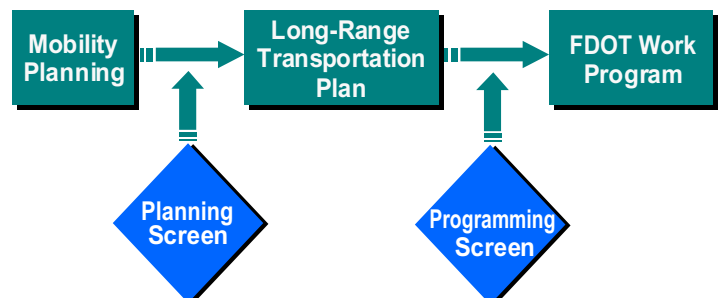 Mobility
Planning
Long-Range
Transportation
Plan
FDOT Work
Program
Planning
Screen
Programming
Screen